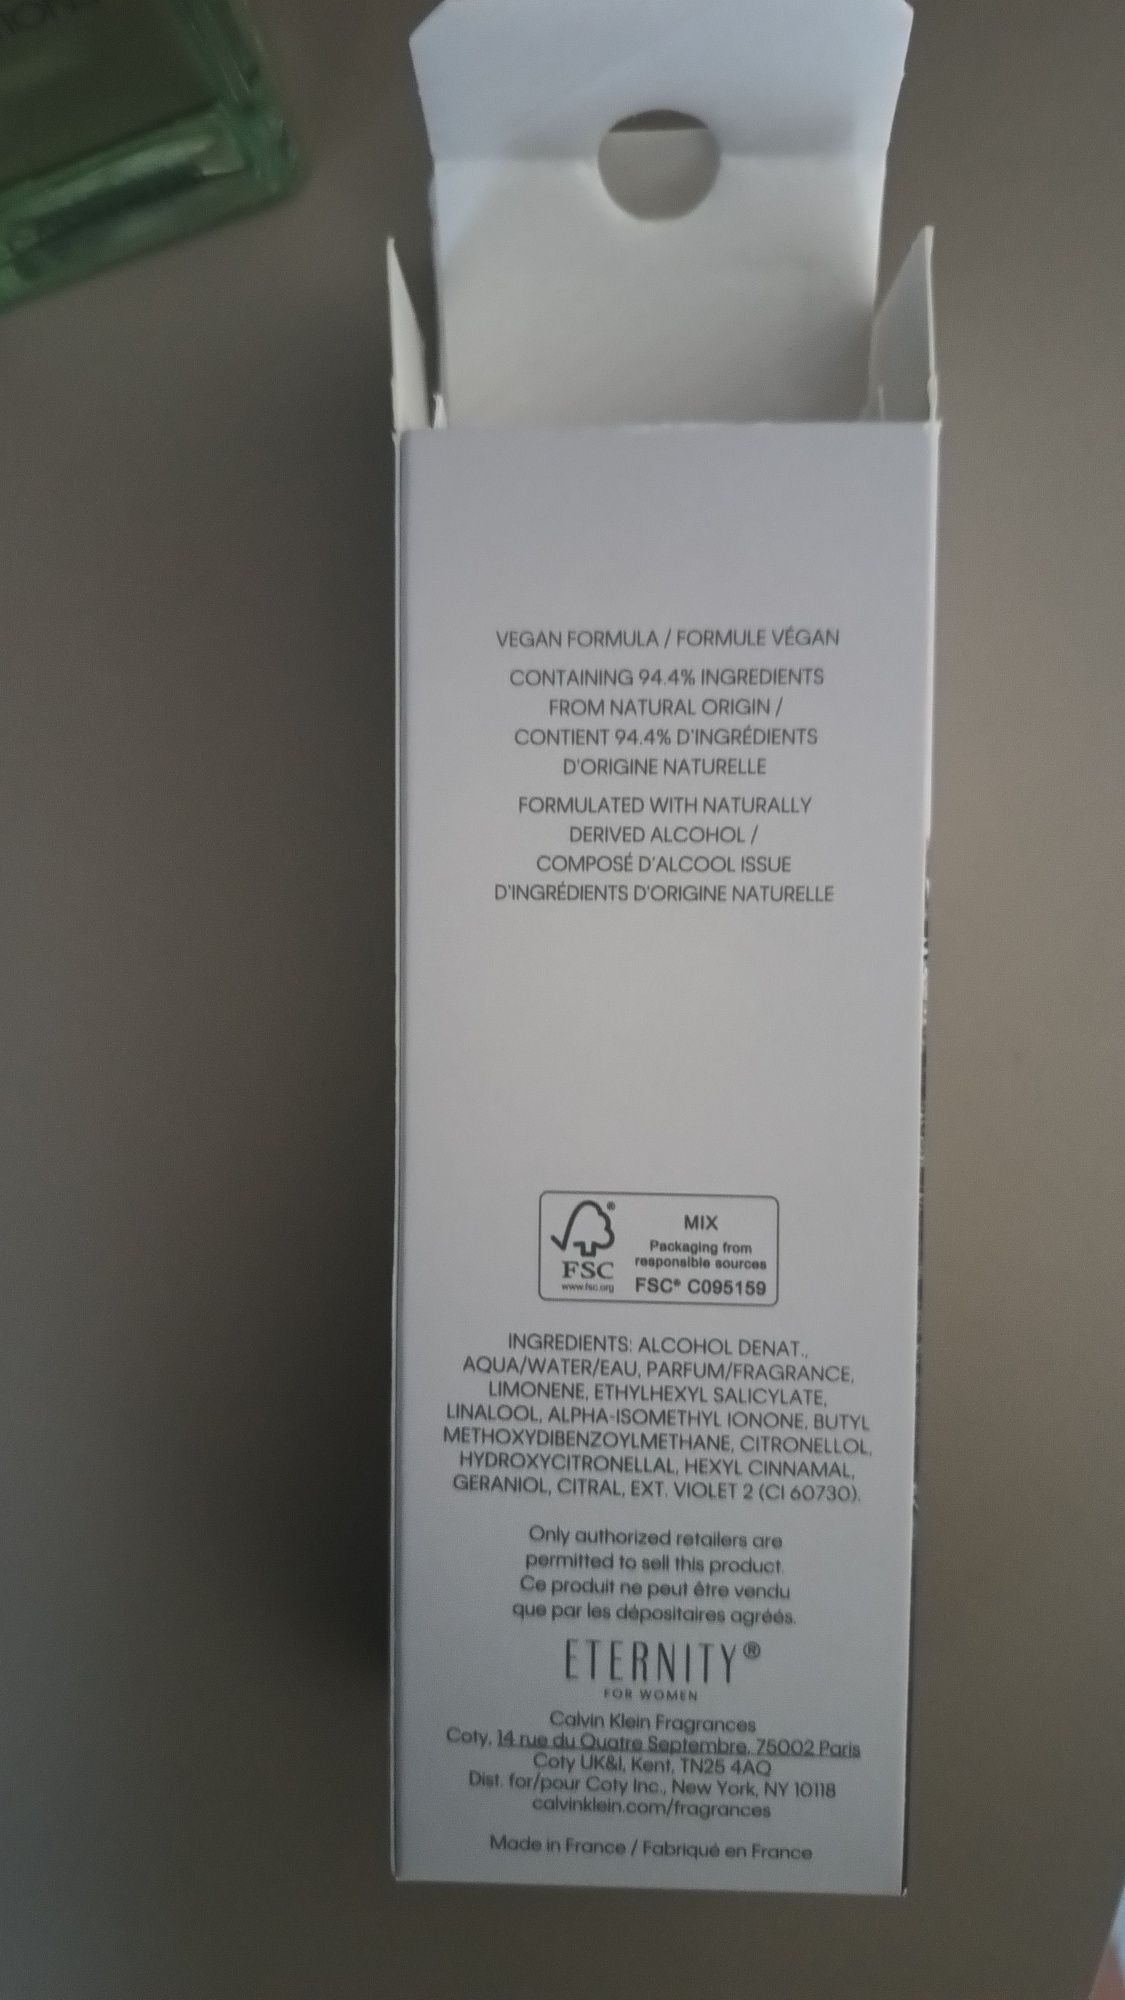 VEGAN FORMULA / FORMULE VÉGAN
CONTAINING 94.4% INGREDIENTS
FROM NATURAL ORIGIN /
CONTIENT 94.4% D'INGRÉDIENTS
D'ORIGINE NATURELLE
FORMULATED WITH NATURALLY
DERIVED ALCOHOL /
COMPOSÉ D'ALCOOL ISSUE
D'INGRÉDIENTS D'ORIGINE NATURELLE
FSC
www.fsc.org
MIX
Packaging from
responsible sources
FSC® C095159
INGREDIENTS: ALCOHOL DENAT.,
AQUA/WATER/EAU, PARFUM/FRAGRANCE,
LIMONENE, ETHYLHEXYL SALICYLATE,
LINALOOL, ALPHA-ISOMETHYL IONONE, BUTYL
METHOXYDIBENZOYLMETHANE, CITRONELLOL,
HYDROXYCITRONELLAL, HEXYL CINNAMAL,
GERANIOL, CITRAL, EXT. VIOLET 2 (CI 60730).
Only authorized retailers are
permitted to sell this product.
Ce produit ne peut être vendu
que par les dépositaires agréés.
ETERNITY®
FOR WOMEN
Calvin Klein Fragrances
Coty, 14 rue du Quatre Septembre, 75002 Paris
Coty UK&I, Kent, TN25 4AQ
Dist. for/pour Coty Inc., New York, NY 10118
calvinklein.com/fragrances
Made in France / Fabriqué en France